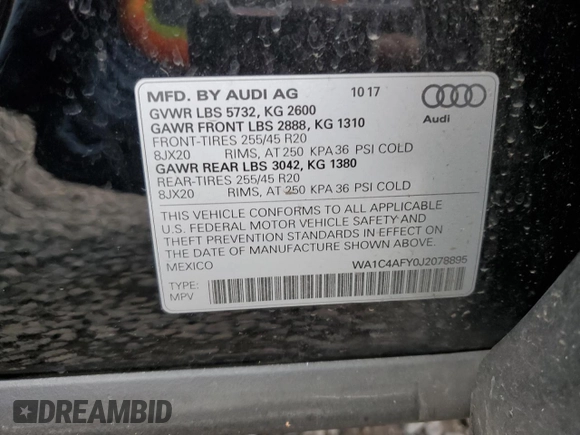 MFD. BY AUDI AG 10 17
GVWR LBS 5732, KG 2600
GAWR FRONT LBS 2888, KG 1310
FRONT-TIRES 255/45 R20
8JX20 RIMS, AT 250 KPA 36 PSI COLD
GAWR REAR LBS 3042, KG 1380
REAR-TIRES 255/45 R20
8JX20 RIMS, AT 250 KPA 36 PSI COLD
Audi
THIS VEHICLE CONFORMS TO ALL APPLICABLE
U.S. FEDERAL MOTOR VEHICLE SAFETY AND
THEFT PREVENTION STANDARDS IN EFFECT ON
THE DATE OF MANUFACTURE SHOWN ABOVE.
MEXICO WA1C4AFY0J2078895
TYPE:
MPV
DREAMBID